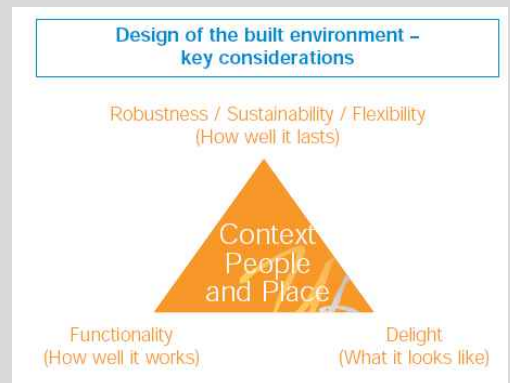 Design of the built environment –
key considerations
Robustness / Sustainability / Flexibility
(How well it lasts)
Context
People
and Place
Functionality
(How well it works)
Delight
(What it looks like)